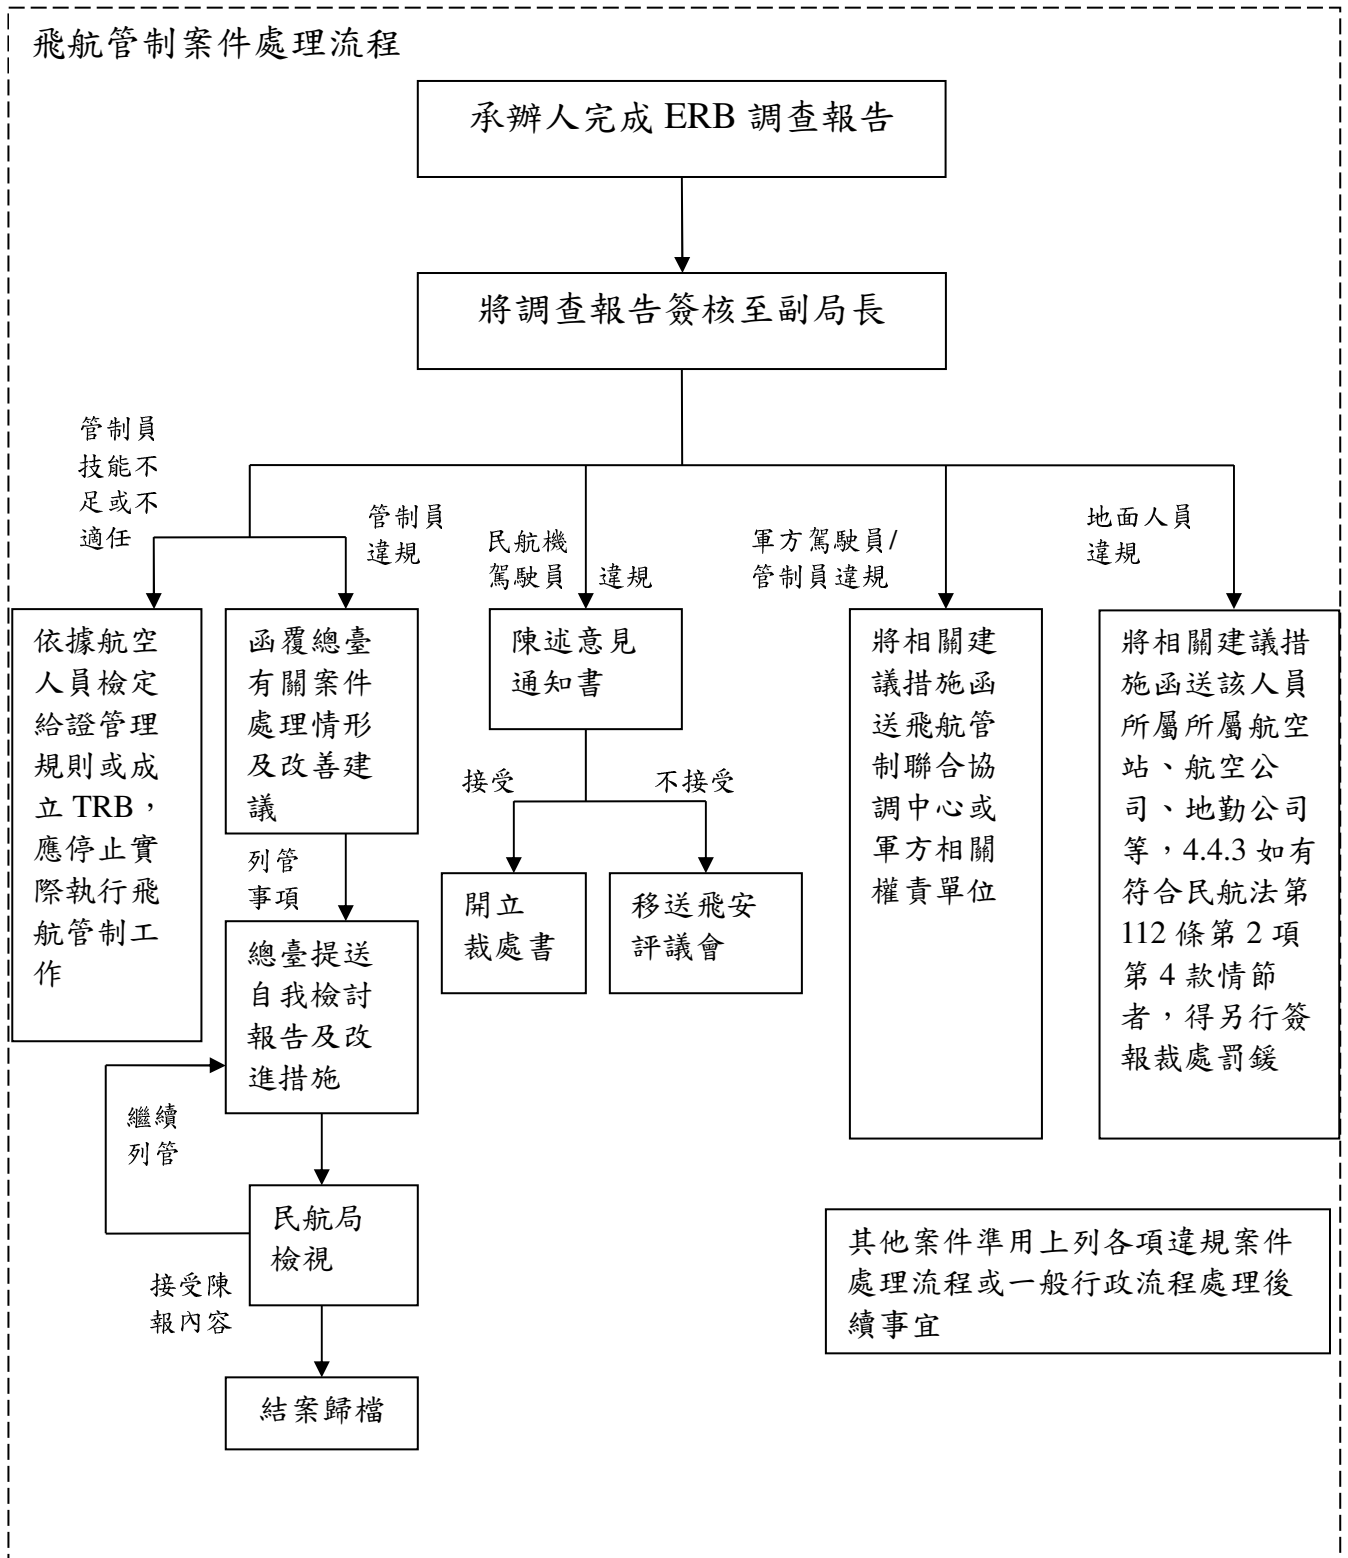 飛航管制案件處理流程
承辦人完成 ERB 調查報告
將調查報告簽核至副局長
管制員
技能不
足或不
適任
管制員
違規
民航機
駕駛員
違規
軍方駕駛員/
管制員違規
地面人員
違規
依據航空
人員檢定
給證管理
規則或成
立 TRB，
應停止實
際執行飛
航管制工
作
函覆總臺
有關案件
處理情形
及改善建
議
陳述意見
通知書
將相關建
議措施函
送飛航管
制聯合協
調中心或
軍方相關
權責單位
將相關建議措
施函送該人員
所屬所屬航空
站、航空公
司、地勤公司
等，4.4.3 如有
符合民航法第
112 條第 2 項
第 4 款情節
者，得另行簽
報裁處罰鍰
接受
不接受
列管
事項
開立
裁處書
移送飛安
評議會
總臺提送
自我檢討
報告及改
進措施
繼續
列管
民航局
檢視
接受陳
報內容
結案歸檔
其他案件準用上列各項違規案件
處理流程或一般行政流程處理後
續事宜